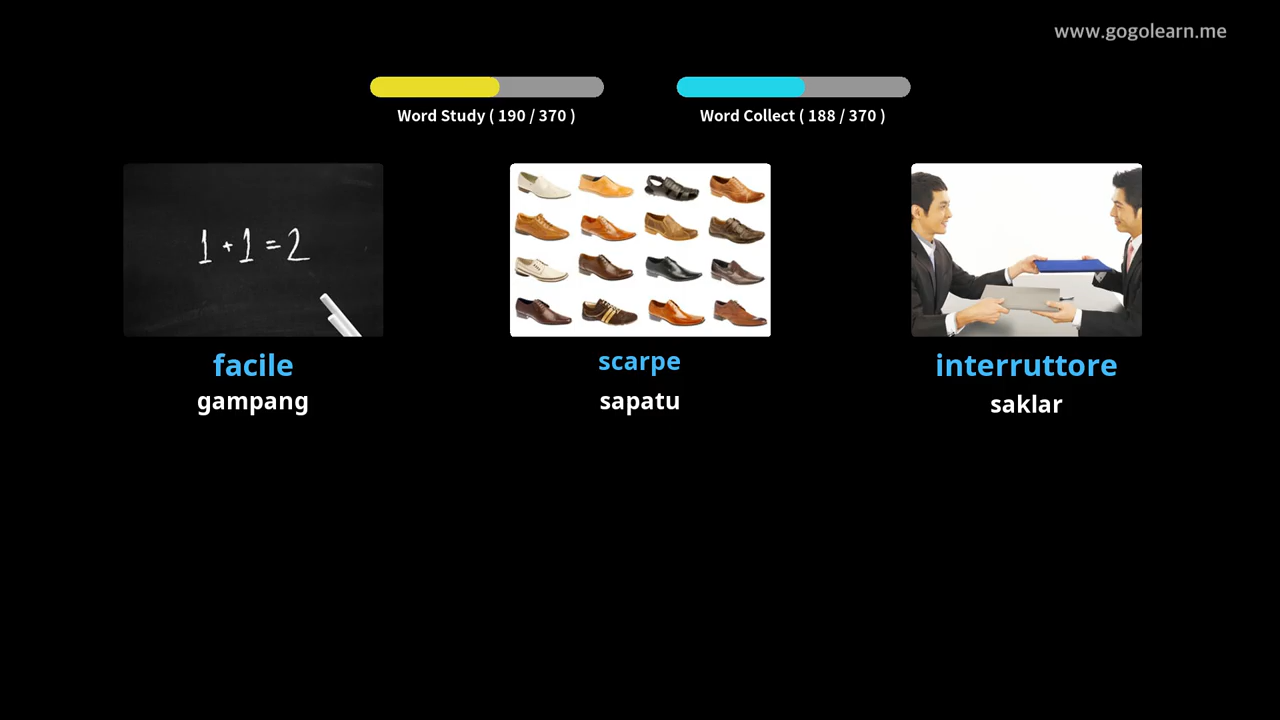 www.gogolearn.me
Word Study ( 190 / 370 )
Word Collect ( 188 / 370 )
1 + 1 = 2
facile
gampang
scarpe
sapatu
interruttore
saklar